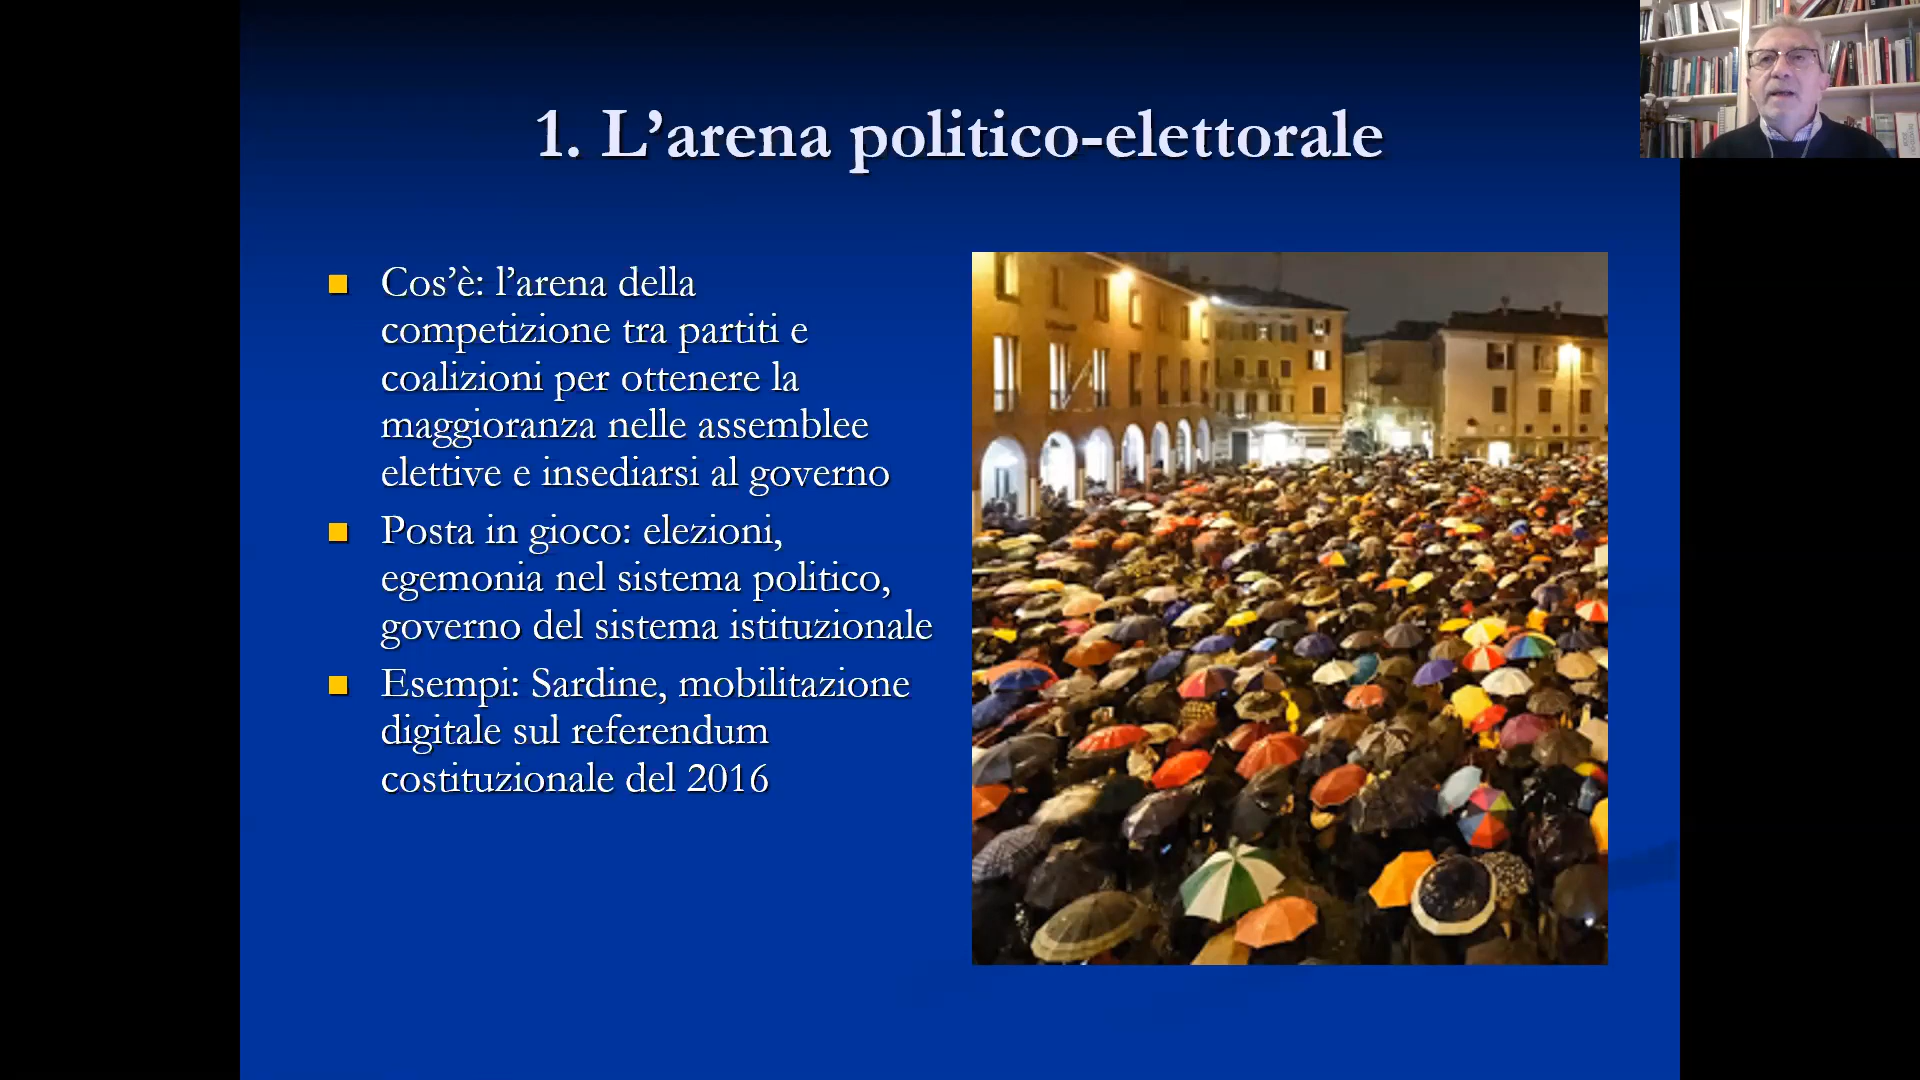 1. L’arena politico-elettorale
Cos’è: l’arena della
competizione tra partiti e
coalizioni per ottenere la
maggioranza nelle assemblee
elettive e insediarsi al governo
Posta in gioco: elezioni,
egemonia nel sistema politico,
governo del sistema istituzionale
Esempi: Sardine, mobilitazione
digitale sul referendum
costituzionale del 2016